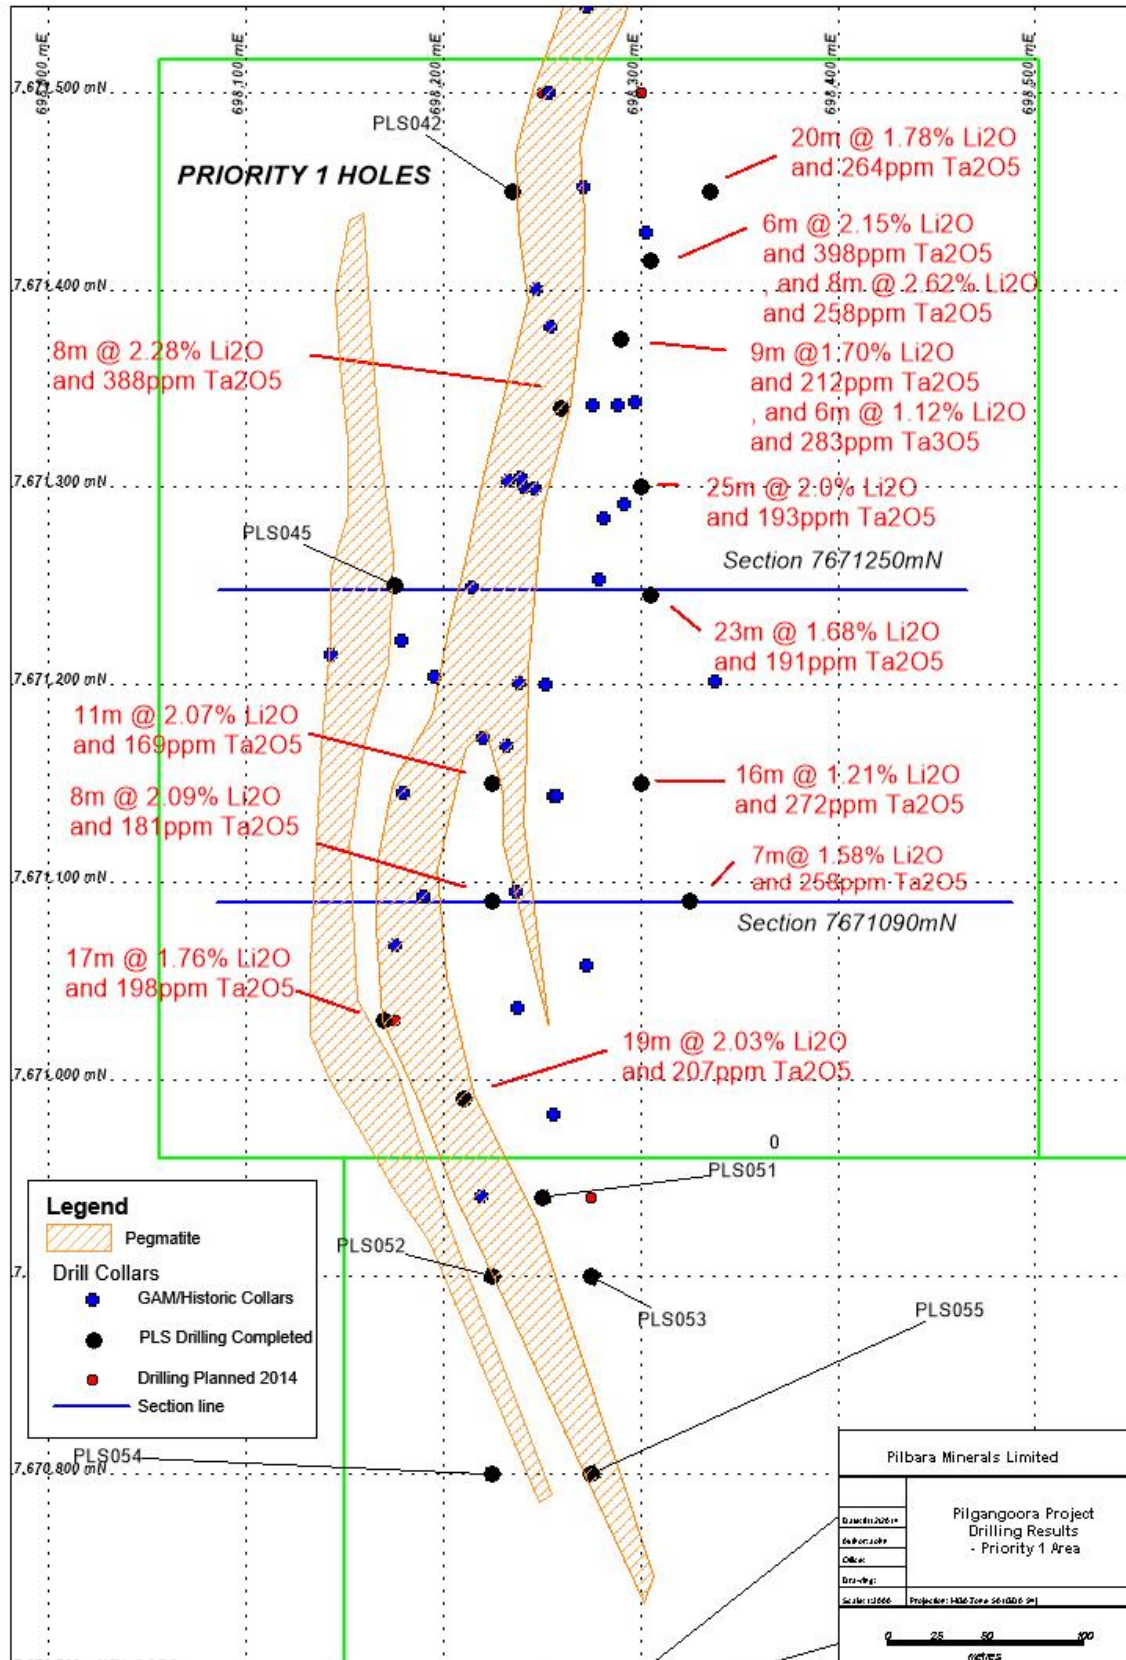 698,100 mE
698,200 mE
698,300 mE
698,400 mE
698,500 mE
7,671,500 mN
PLS042
PRIORITY 1 HOLES
20m @ 1.78% Li2O
and 264ppm Ta2O5
6m @ 2.15% Li2O
and 398ppm Ta2O5
, and 8m @ 2.62% Li2O
and 258ppm Ta2O5
7,671,400 mN
8m @ 2.28% Li2O
and 388ppm Ta2O5
9m @1.70% Li2O
and 212ppm Ta2O5
, and 6m @ 1.12% Li2O
and 283ppm Ta3O5
7,671,300 mN
25m @ 2.0% Li2O
and 193ppm Ta2O5
PLS045
Section 7671250mN
23m @ 1.68% Li2O
and 191ppm Ta2O5
7,671,200 mN
11m @ 2.07% Li2O
and 169ppm Ta2O5
16m @ 1.21% Li2O
and 272ppm Ta2O5
8m @ 2.09% Li2O
and 181ppm Ta2O5
7m@ 1.58% Li2O
and 258ppm Ta2O5
7,671,100 mN
Section 7671090mN
17m @ 1.76% Li2O
and 198ppm Ta2O5
19m @ 2.03% Li2O
and 207ppm Ta2O5
7,671,000 mN
0
PLS051
PLS052
PLS053
PLS055
Legend
Pegmatite
Drill Collars
GAM/Historic Collars
PLS Drilling Completed
Drilling Planned 2014
Section line
PLS054
7,670,800 mN
Pilbara Minerals Limited
Pilgangoora Project
Drilling Results
- Priority 1 Area
0 25 50 100
metres